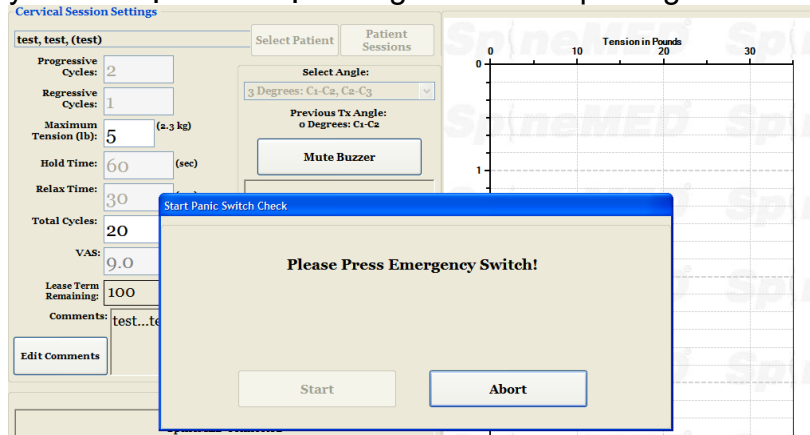 Cervical Session Settings
test, test, (test)
Select Patient
Patient
Sessions
Progressive
Cycles:
2
Regressive
Cycles:
1
Maximum
Tension (lb):
5
(2.3 kg)
Hold Time:
60
(sec)
Relax Time:
30
Total Cycles:
20
VAS:
9.0
Lease Term
Remaining:
100
Comments:
Edit Comments
Select Angle:
3 Degrees: C1-C2, C2-C3
Previous Tx Angle:
0 Degrees: C1-C2
Mute Buzzer
Start Panic Switch Check
Please Press Emergency Switch!
Start
Abort
Tension in Pounds
0
10
20
30
0
1
SpineMED